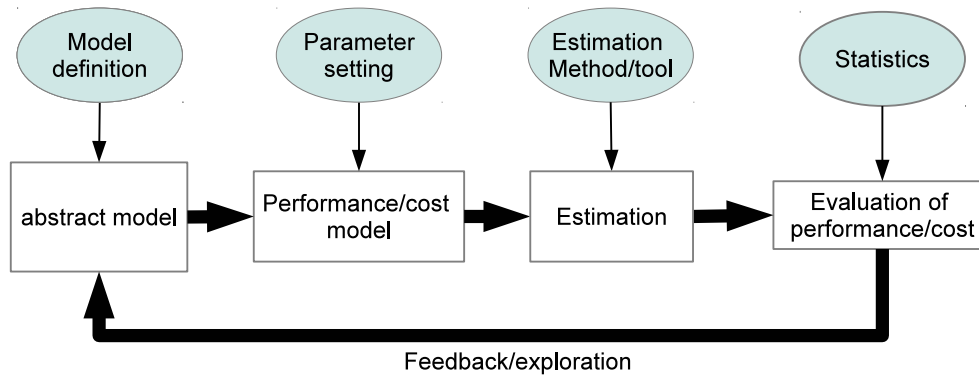 Model
definition
Parameter
setting
Estimation
Method/tool
Statistics
abstract model
Performance/cost
model
Estimation
Evaluation of
performance/cost
Feedback/exploration